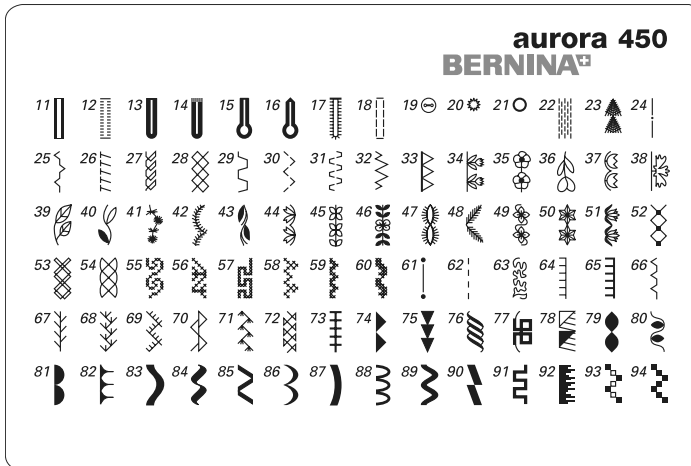 aurora 450
BERNINA
11 12 13 14 15 16 17 18 19 20 21 22 23 24
25 26 27 28 29 30 31 32 33 34 35 36 37 38
39 40 41 42 43 44 45 46 47 48 49 50 51 52
53 54 55 56 57 58 59 60 61 62 63 64 65 66
67 68 69 70 71 72 73 74 75 76 77 78 79 80
81 82 83 84 85 86 87 88 89 90 91 92 93 94